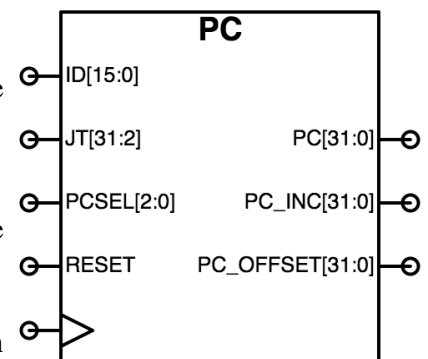 PC
ID[15:0]
JT[31:2] PC[31:0]
PCSEL[2:0] PC_INC[31:0]
RESET PC_OFFSET[31:0]